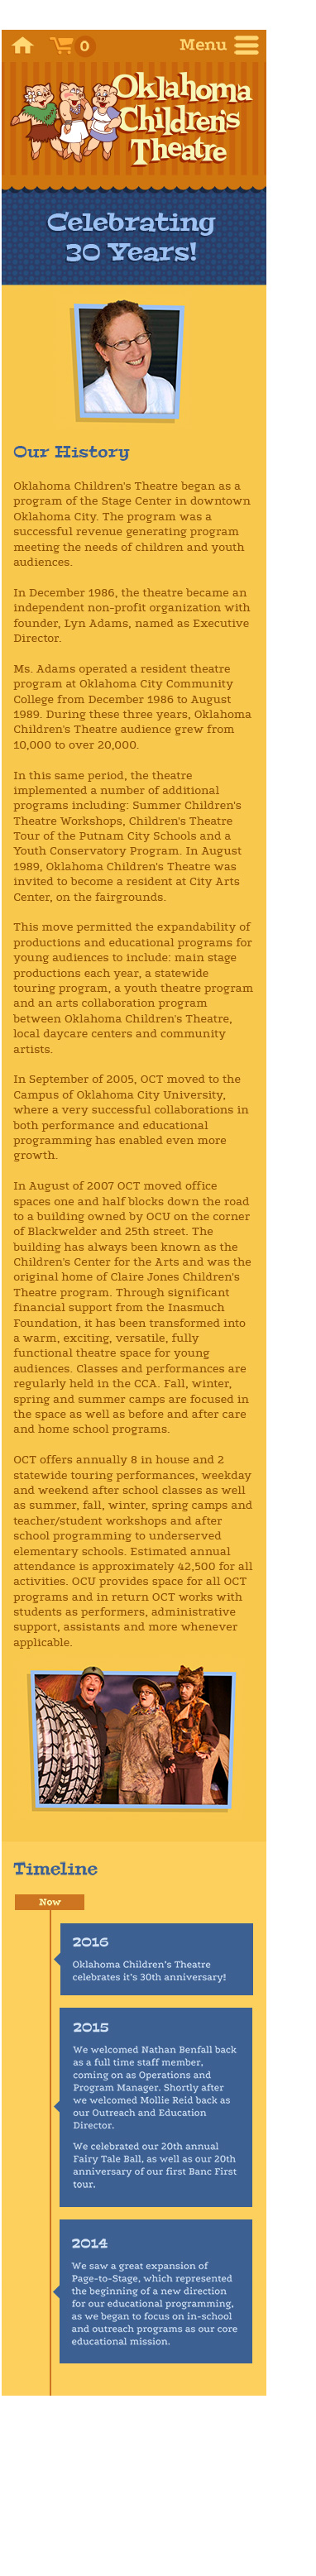 0
Menu
Oklahoma
Children's
Theatre
Celebrating
30 Years!
Our History
Oklahoma Children's Theatre began as a
program of the Stage Center in downtown
Oklahoma City. The program was a
successful revenue generating program
meeting the needs of children and youth
audiences.
In December 1986, the theatre became an
independent non-profit organization with
founder, Lyn Adams, named as Executive
Director.
Ms. Adams operated a resident theatre
program at Oklahoma City Community
College from December 1986 to August
1989. During these three years, Oklahoma
Children's Theatre audience grew from
10,000 to over 20,000.
In this same period, the theatre
implemented a number of additional
programs including: Summer Children's
Theatre Workshops, Children's Theatre
Tour of the Putnam City Schools and a
Youth Conservatory Program. In August
1989, Oklahoma Children's Theatre was
invited to become a resident at City Arts
Center, on the fairgrounds.
This move permitted the expandability of
productions and educational programs for
young audiences to include: main stage
productions each year, a statewide
touring program, a youth theatre program
and an arts collaboration program
between Oklahoma Children's Theatre,
local daycare centers and community
artists.
In September of 2005, OCT moved to the
Campus of Oklahoma City University,
where a very successful collaborations in
both performance and educational
programming has enabled even more
growth.
In August of 2007 OCT moved office
spaces one and half blocks down the road
to a building owned by OCU on the corner
of Blackwelder and 25th street. The
building has always been known as the
Children's Center for the Arts and was the
original home of Claire Jones Children's
Theatre program. Through significant
financial support from the Inasmuch
Foundation, it has been transformed into
a warm, exciting, versatile, fully
functional theatre space for young
audiences. Classes and performances are
regularly held in the CCA. Fall, winter,
spring and summer camps are focused in
the space as well as before and after care
and home school programs.
OCT offers annually 8 in house and 2
statewide touring performances, weekday
and weekend after school classes as well
as summer, fall, winter, spring camps and
teacher/student workshops and after
school programming to underserved
elementary schools. Estimated annual
attendance is approximately 42,500 for all
activities. OCU provides space for all OCT
programs and in return OCT works with
students as performers, administrative
support, assistants and more whenever
applicable.
Timeline
Now
2016
Oklahoma Children's Theatre
celebrates it's 30th anniversary!
2015
We welcomed Nathan Benfall back
as a full time staff member,
coming on as Operations and
Program Manager. Shortly after
we welcomed Mollie Reid back as
our Outreach and Education
Director.
We celebrated our 20th annual
Fairy Tale Ball, as well as our 20th
anniversary of our first Banc First
tour.
2014
We saw a great expansion of
Page-to-Stage, which represented
the beginning of a new direction
for our educational programming,
as we began to focus on in-school
and outreach programs as our core
educational mission.